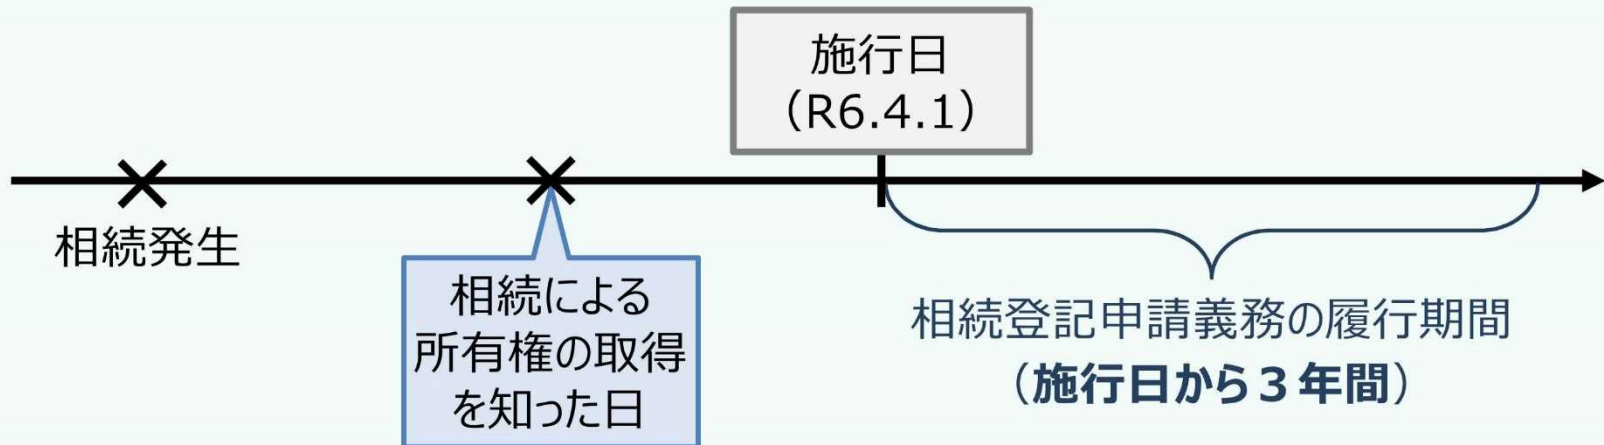 施行日
（R6.4.1）
相続発生
相続による
所有権の取得
を知った日
相続登記申請義務の履行期間
（施行日から３年間）